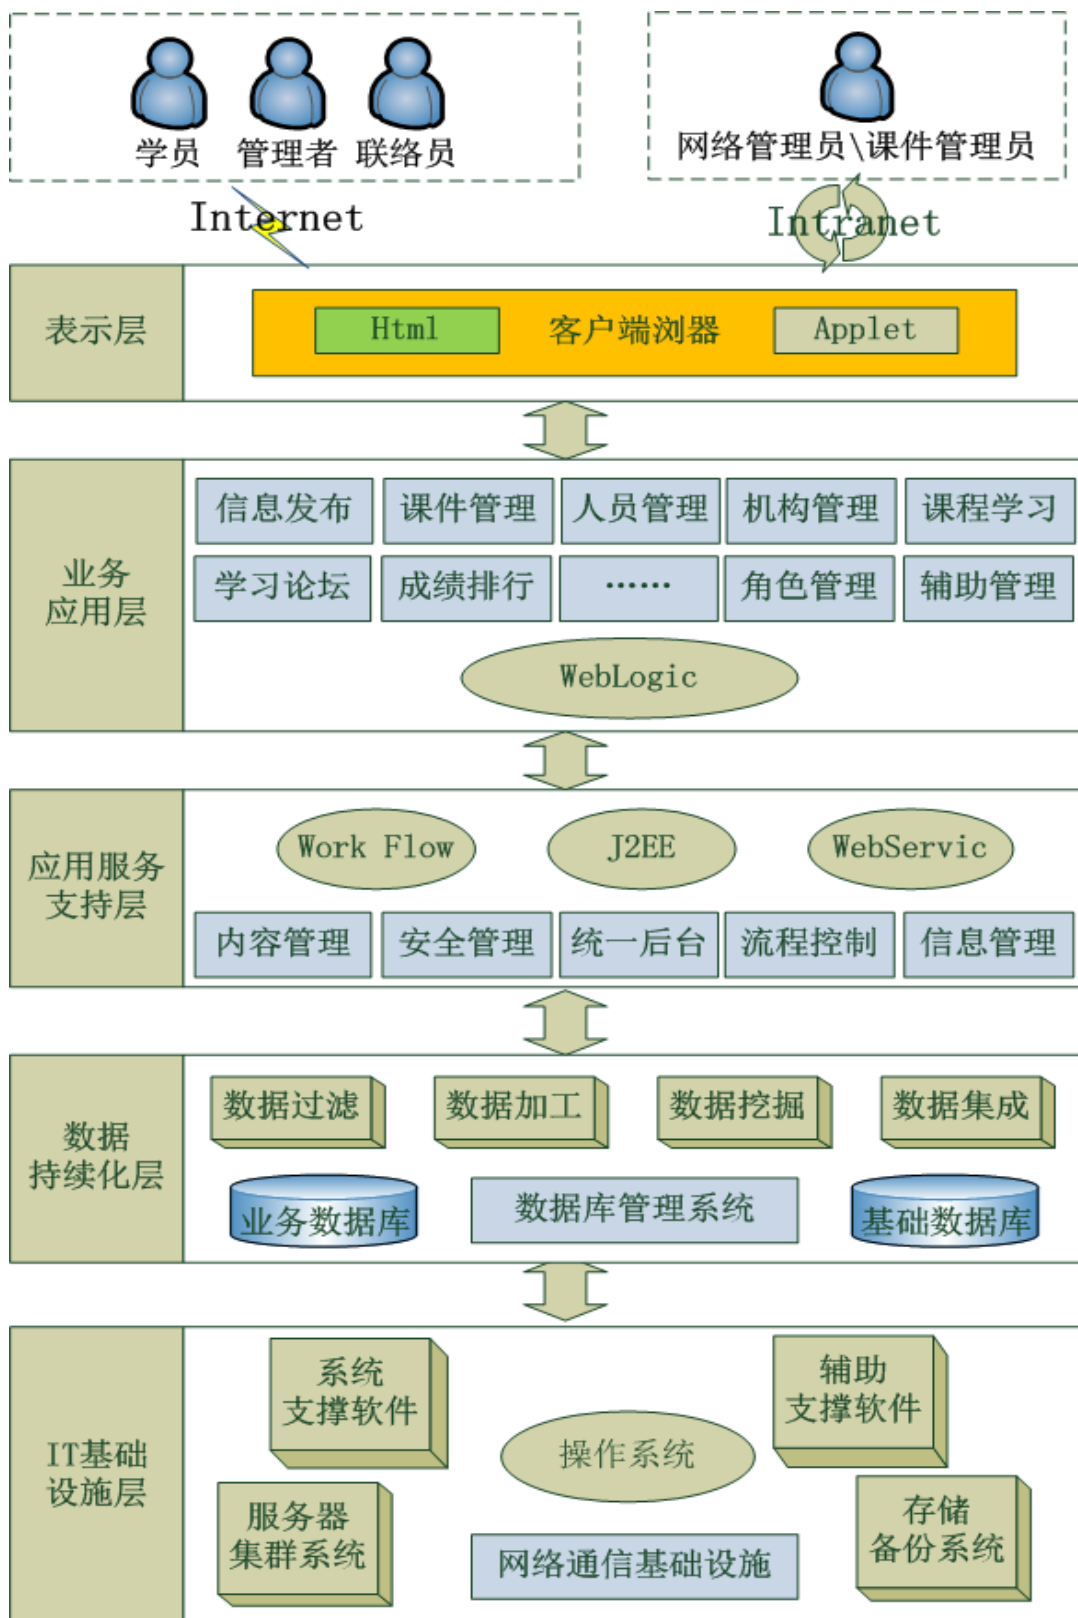 学员 管理者 联络员
网络管理员\课件管理员
Internet
Intranet
表示层
Html 客户端浏器 Applet
业务
应用层
信息发布 课件管理 人员管理 机构管理 课程学习
学习论坛 成绩排行 …… 角色管理 辅助管理
WebLogic
应用服务
支持层
Work Flow J2EE WebServic
内容管理 安全管理 统一后台 流程控制 信息管理
数据
持续化层
数据过滤 数据加工 数据挖掘 数据集成
业务数据库 数据库管理系统 基础数据库
IT基础
设施层
系统
支撑软件
辅助
支撑软件
操作系统
服务器
集群系统
网络通信基础设施
存储
备份系统